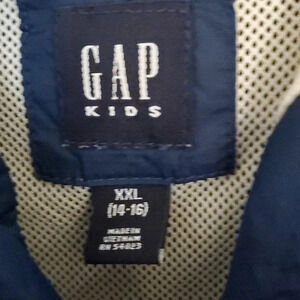 GAP
KIDS
XXL
(14-16)
MADE IN
VIETNAM
RN 54023